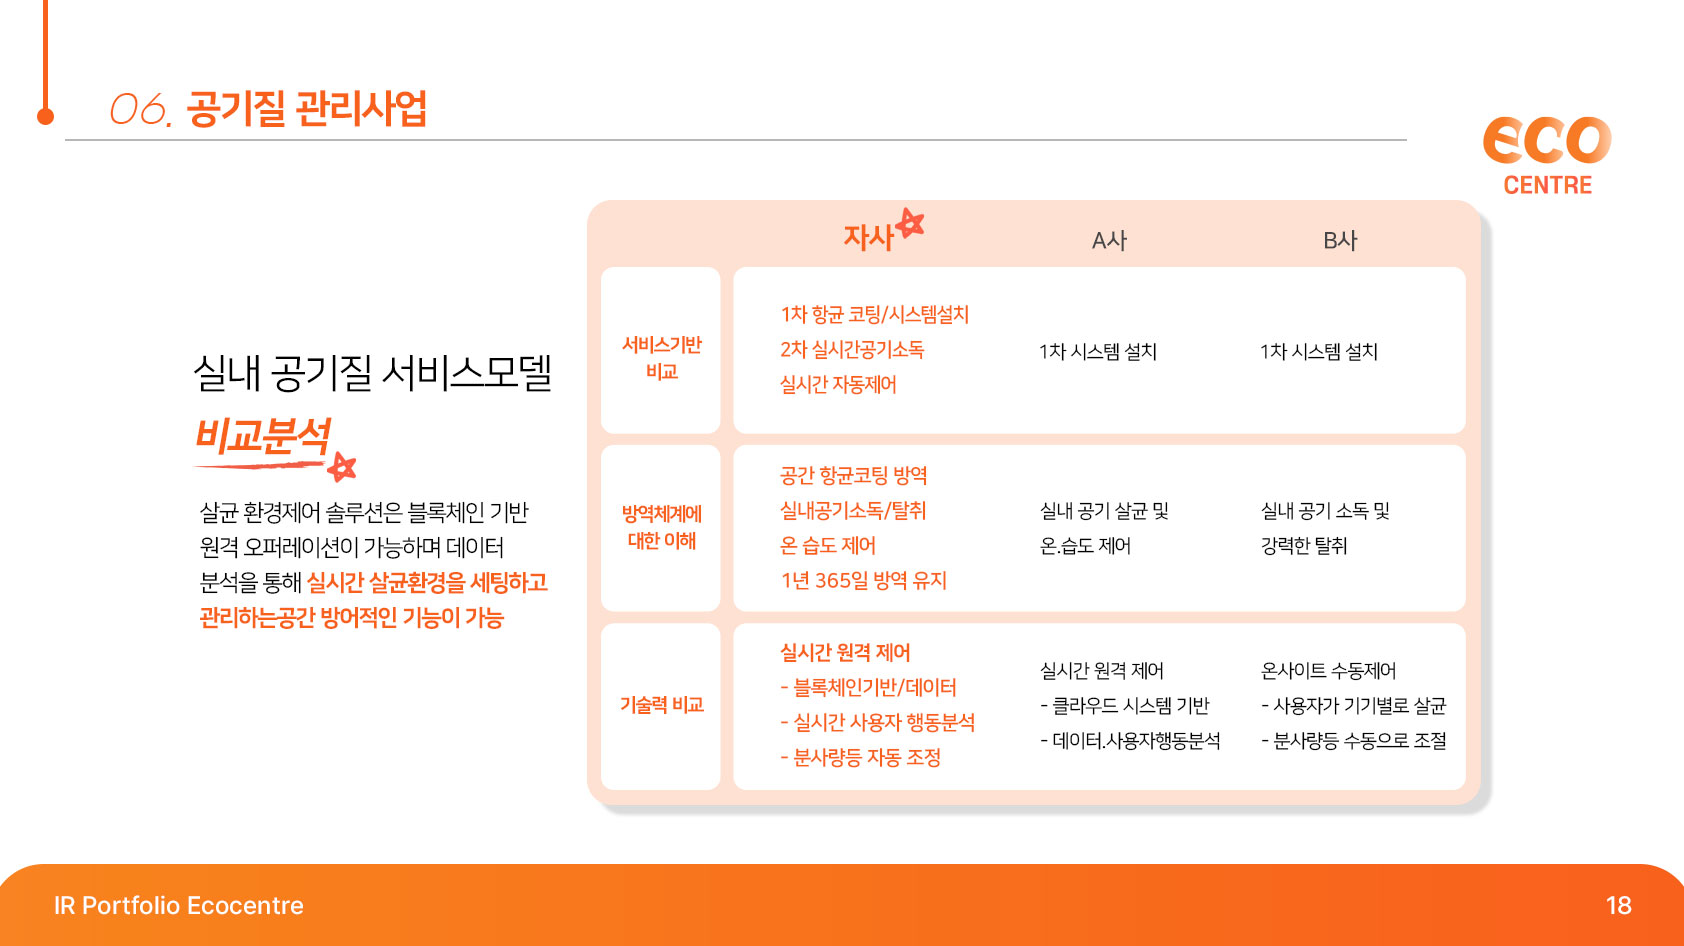 06. 공기질 관리사업
eco
CENTRE
실내 공기질 서비스모델
비교분석
살균 환경제어 솔루션은 블록체인 기반
원격 오퍼레이션이 가능하며 데이터
분석을 통해 실시간 살균환경을 세팅하고
관리하는공간 방어적인 기능이 가능
자사
A사
B사
서비스기반
비교
1차 항균 코팅/시스템설치
2차 실시간공기소독
실시간 자동제어
1차 시스템 설치
1차 시스템 설치
방역체계에
대한 이해
공간 항균코팅 방역
실내공기소독/탈취
온 습도 제어
1년 365일 방역 유지
실내 공기 살균 및
온.습도 제어
실내 공기 소독 및
강력한 탈취
기술력 비교
실시간 원격 제어
- 블록체인기반/데이터
- 실시간 사용자 행동분석
- 분사량등 자동 조정
실시간 원격 제어
- 클라우드 시스템 기반
- 데이터.사용자행동분석
온사이트 수동제어
- 사용자가 기기별로 살균
- 분사량등 수동으로 조절
IR Portfolio Ecocentre
18